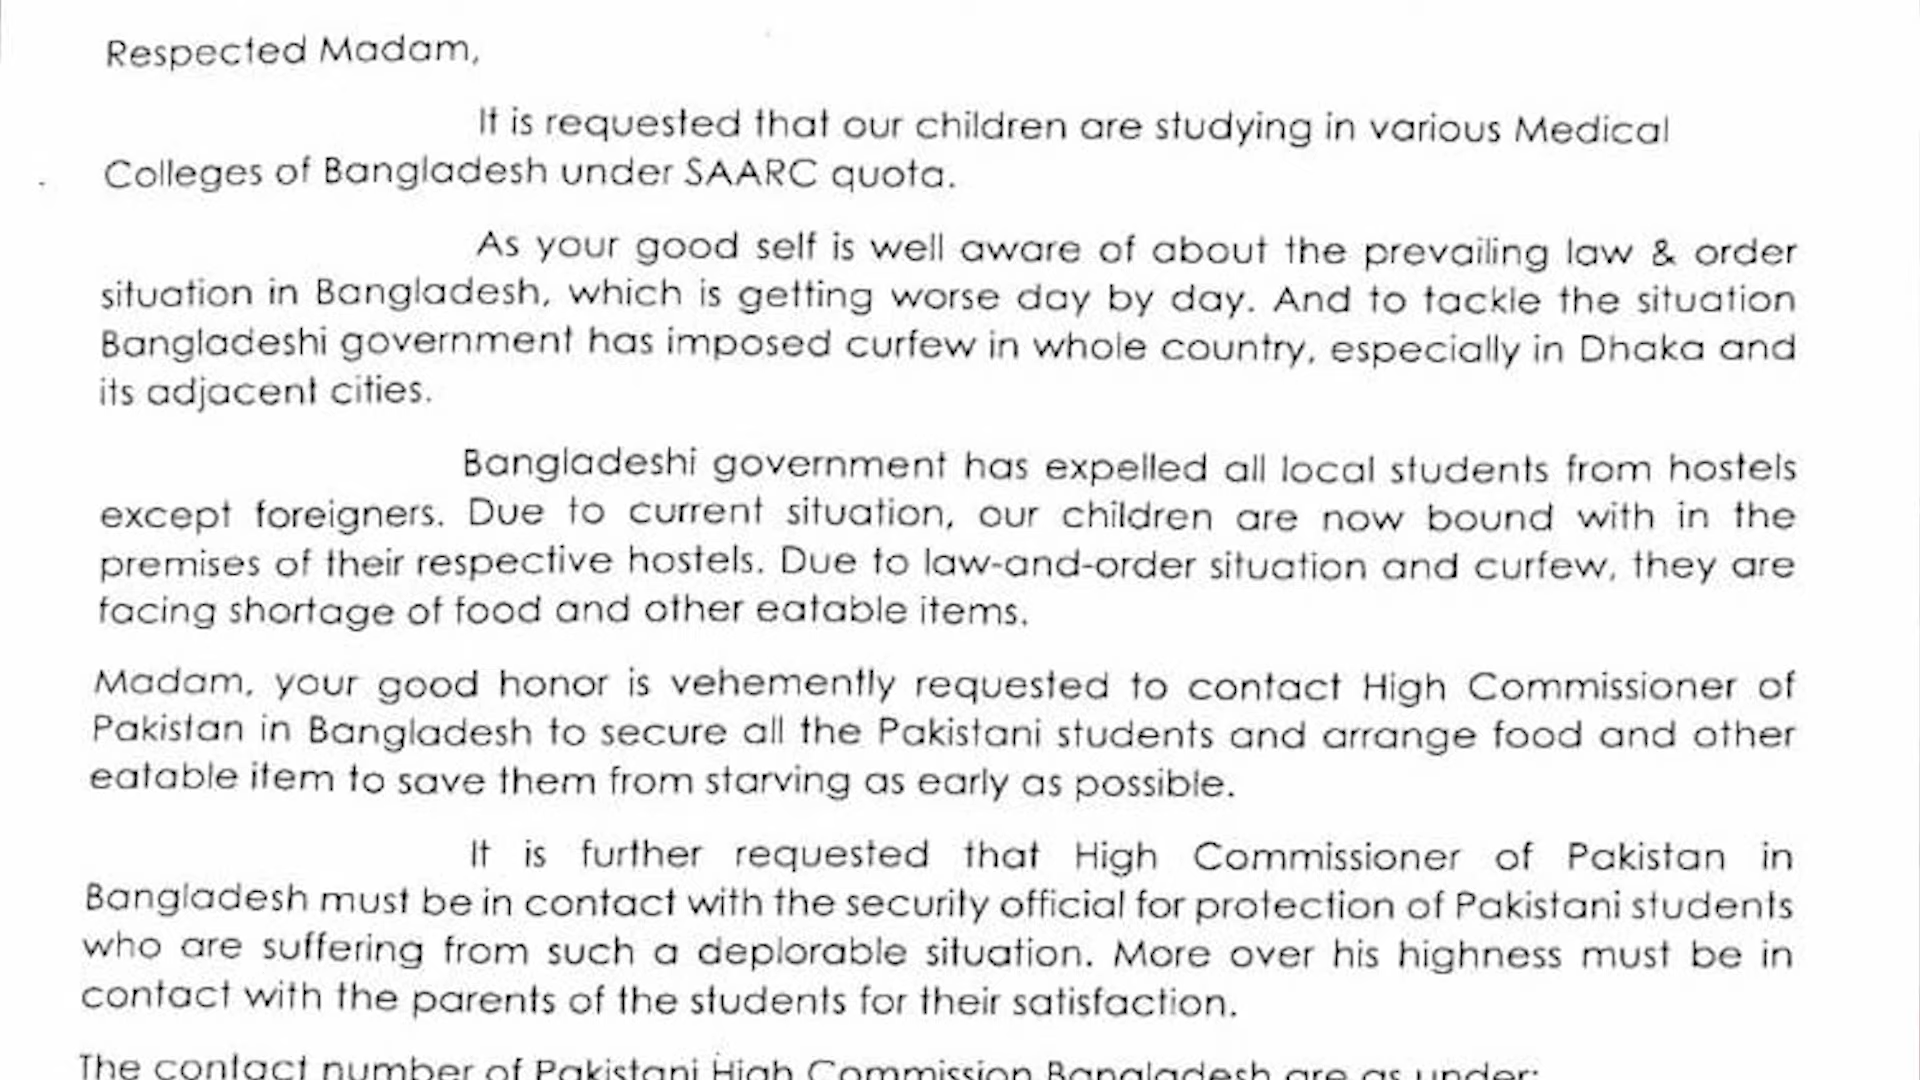 Respected Madam,
It is requested that our children are studying in various Medical
Colleges of Bangladesh under SAARC quota.
As your good self is well aware of about the prevailing law & order
situation in Bangladesh, which is getting worse day by day. And to tackle the situation
Bangladeshi government has imposed curfew in whole country, especially in Dhaka and
its adjacent cities.
Bangladeshi government has expelled all local students from hostels
except foreigners. Due to current situation, our children are now bound with in the
premises of their respective hostels. Due to law-and-order situation and curfew, they are
facing shortage of food and other eatable items.
Madam, your good honor is vehemently requested to contact High Commissioner of
Pakistan in Bangladesh to secure all the Pakistani students and arrange food and other
eatable item to save them from starving as early as possible.
It is further requested that High Commissioner of Pakistan in
Bangladesh must be in contact with the security official for protection of Pakistani students
who are suffering from such a deplorable situation. More over his highness must be in
contact with the parents of the students for their satisfaction.
The contact number of Pakistani High Commission Bangladesh are as under: